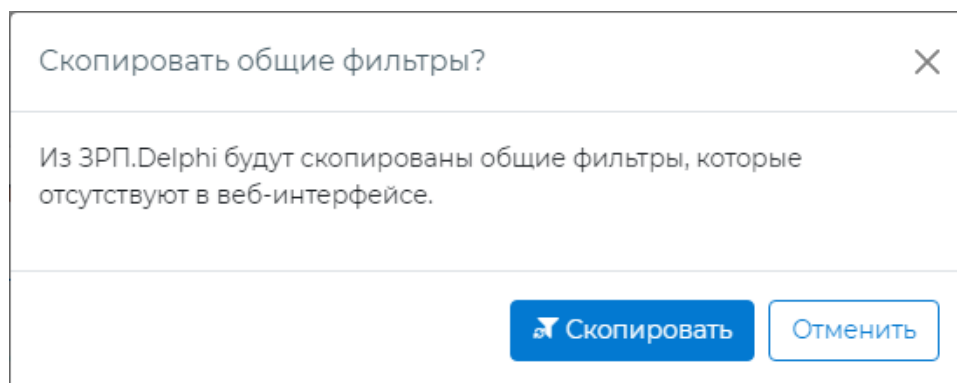 Скопировать общие фильтры?
Из ЗРП.Delphi будут скопированы общие фильтры, которые
отсутствуют в веб-интерфейсе.
Скопировать
Отменить